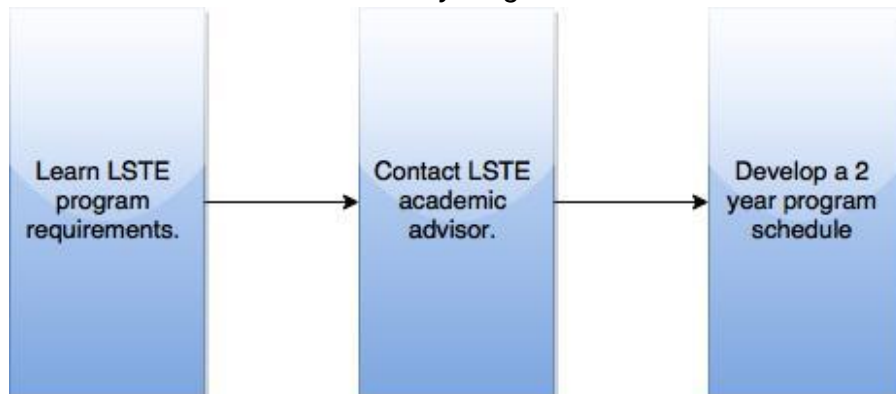 Learn LSTE
program
requirements.
Contact LSTE
academic
advisor.
Develop a 2
year program
schedule